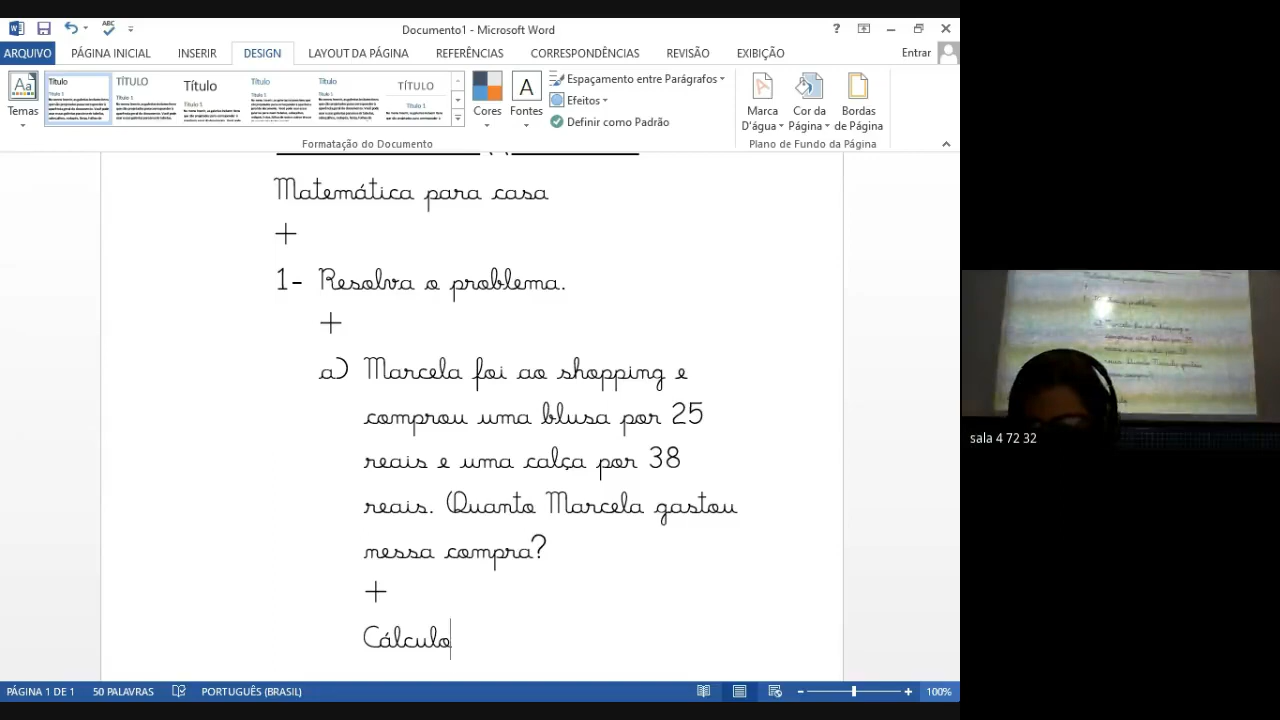 Documento1 - Microsoft Word
ARQUIVO PÁGINA INICIAL INSERIR DESIGN LAYOUT DA PÁGINA REFERÊNCIAS CORRESPONDÊNCIAS REVISÃO EXIBIÇÃO Entrar
Temas
Título TÍTULO Título Título Título TÍTULO
Cores
Fontes
Espaçamento entre Parágrafos
Efeitos
Definir como Padrão
Marca D'água
Cor da Página
Bordas de Página
Formatação do Documento
Plano de Fundo da Página
Matemática para casa
+
1- Resolva o problema.
+
a) Marcela foi ao shopping e
comprou uma blusa por 25
reais e uma calça por 38
reais. Quanto Marcela gastou
nessa compra?
+
Cálculo
sala 4 72 32
PÁGINA 1 DE 1 50 PALAVRAS PORTUGUÊS (BRASIL) 100%